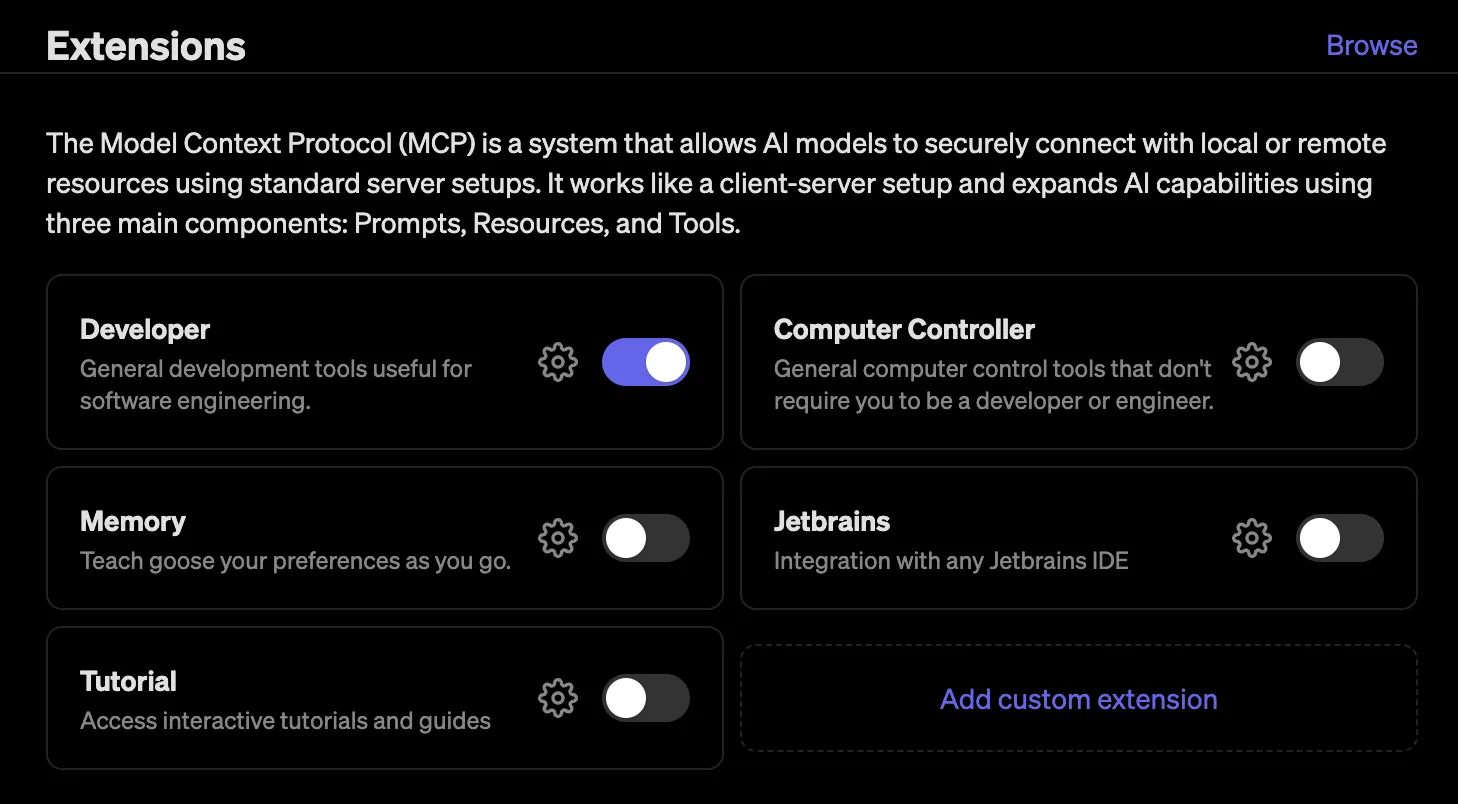 Extensions
Browse
The Model Context Protocol (MCP) is a system that allows AI models to securely connect with local or remote
resources using standard server setups. It works like a client-server setup and expands AI capabilities using
three main components: Prompts, Resources, and Tools.
Developer
General development tools useful for
software engineering.
Computer Controller
General computer control tools that don't
require you to be a developer or engineer.
Memory
Teach goose your preferences as you go.
Jetbrains
Integration with any Jetbrains IDE
Tutorial
Access interactive tutorials and guides
Add custom extension